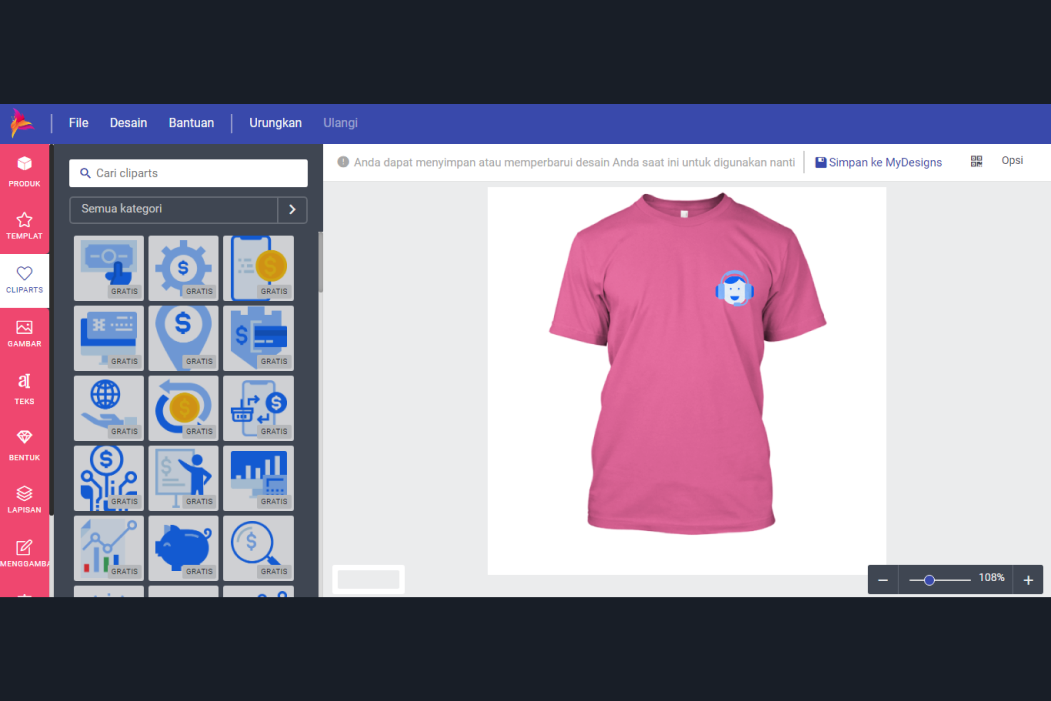 File Desain Bantuan Urungkan Ulangi
PRODUK
TEMPLAT
CLIPARTS
GAMBAR
TEKS
BENTUK
LAPISAN
MENGGAMBA
Cari cliparts
Semua kategori
GRATIS GRATIS GRATIS
GRATIS GRATIS GRATIS
GRATIS GRATIS GRATIS
GRATIS GRATIS GRATIS
GRATIS GRATIS GRATIS
Anda dapat menyimpan atau memperbarui desain Anda saat ini untuk digunakan nanti
Simpan ke MyDesigns
Opsi
108%